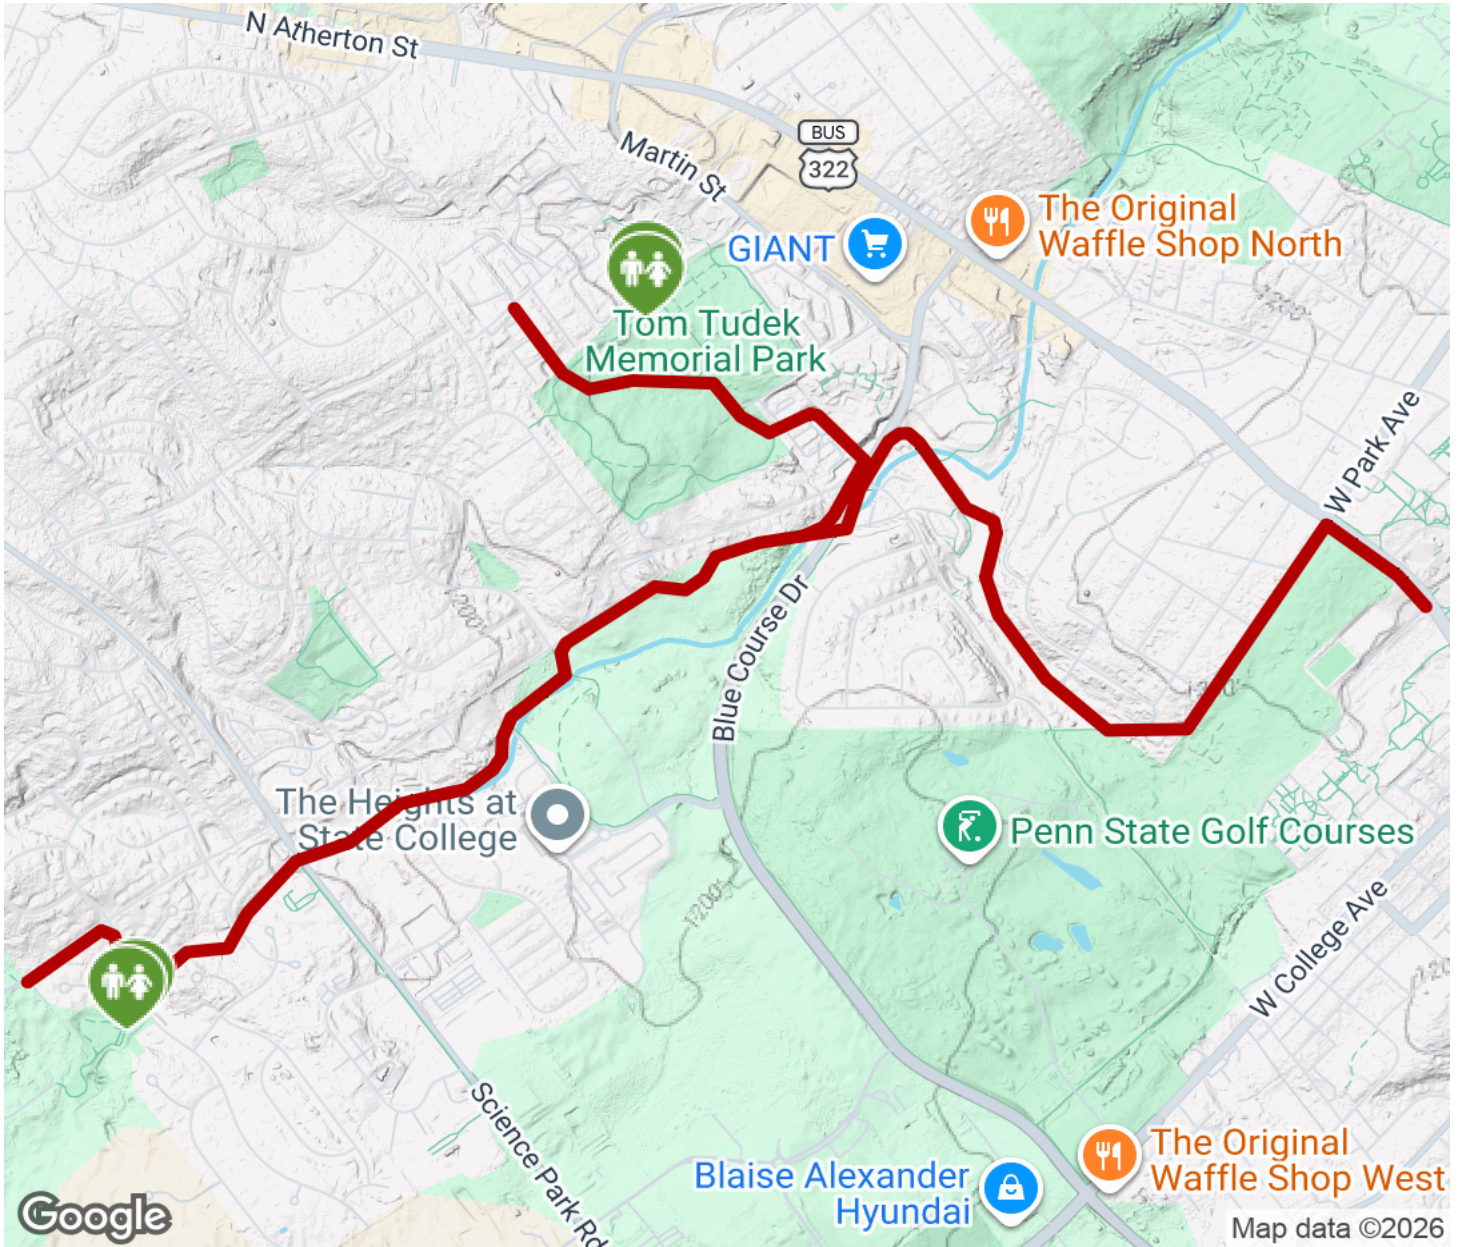 N Atherton St
Martin St
BUS
322
GIANT
The Original
Waffle Shop North
Tom Tudek
Memorial Park
W Park Ave
Blue Course Dr
The Heights at
State College
Penn State Golf Courses
1200
W College Ave
Science Park Rd
The Original
Waffle Shop West
Blaise Alexander
Hyundai
Google
Map data ©2026